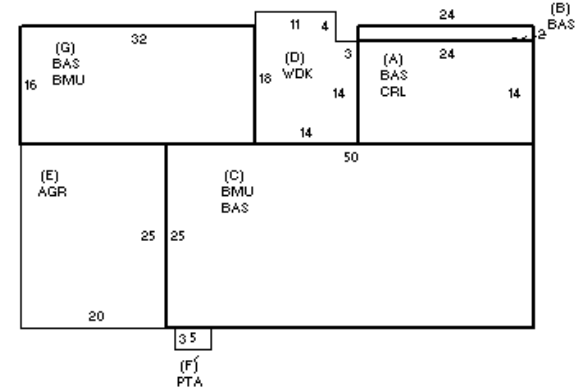 24
(B)
BAS
2
11
4
32
(G)
BAS
BMU
16
(D)
WDK
18
3
14
14
24
(A)
BAS
CRL
14
50
(E)
AGR
(C)
BMU
BAS
25
25
20
3 5
(F)
PTA